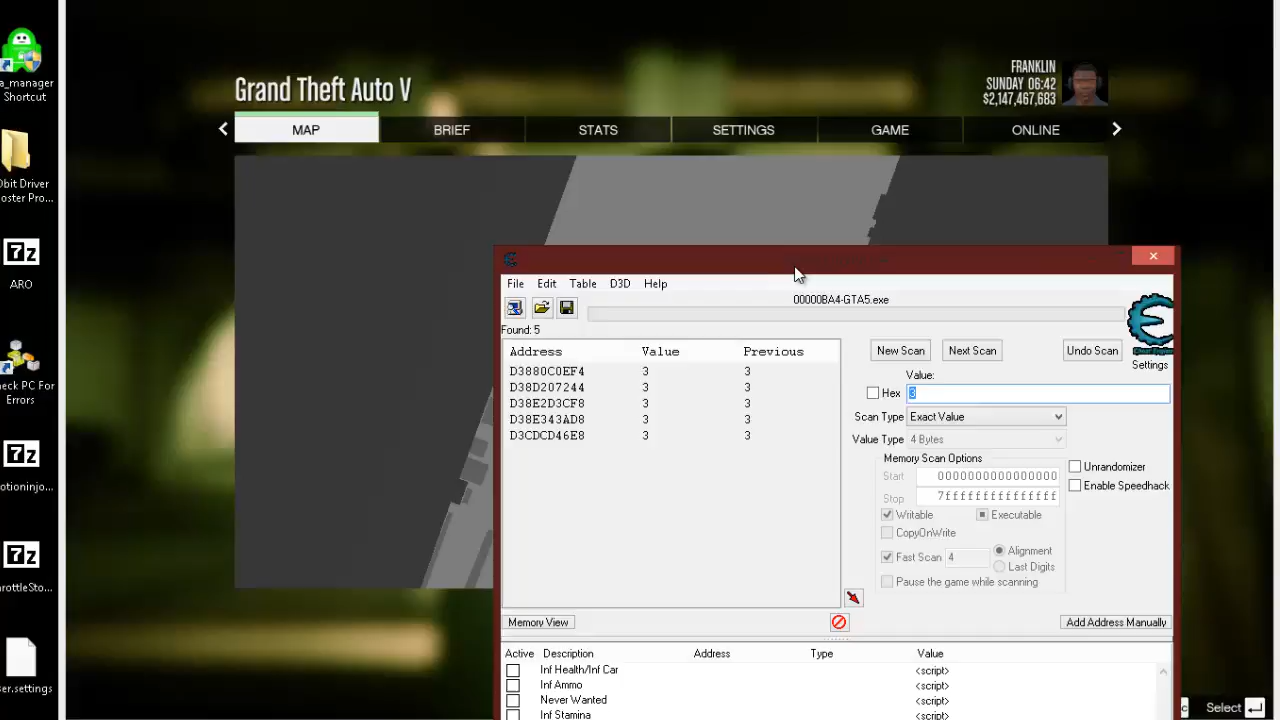 a_manager
Shortcut
Obit Driver
oster Pro...
7z
ARO
heck PC For
Errors
7z
otioninjo...
7z
hrottleSto...
ser.settings
Grand Theft Auto V
FRANKLIN
SUNDAY 06:42
$2,147,467,683
MAP BRIEF STATS SETTINGS GAME ONLINE
File Edit Table D3D Help
00000BA4-GTA5.exe
Found: 5
Address Value Previous
D3880C0EF4 3 3
D38D207244 3 3
D38E2D3CF8 3 3
D38E343AD8 3 3
D3CDCD46E8 3 3
New Scan Next Scan Undo Scan
Cheat Engine
Settings
Value:
Hex 3
Scan Type Exact Value
Value Type 4 Bytes
Memory Scan Options
Start 0000000000000000
Stop 7fffffffffffffff
Writable Executable
CopyOnWrite
Fast Scan 4 Alignment
Last Digits
Pause the game while scanning
Unrandomizer
Enable Speedhack
Memory View
Add Address Manually
Active Description Address Type Value
Inf Health/Inf Car <script>
Inf Ammo <script>
Never Wanted <script>
Inf Stamina <script>
c Select